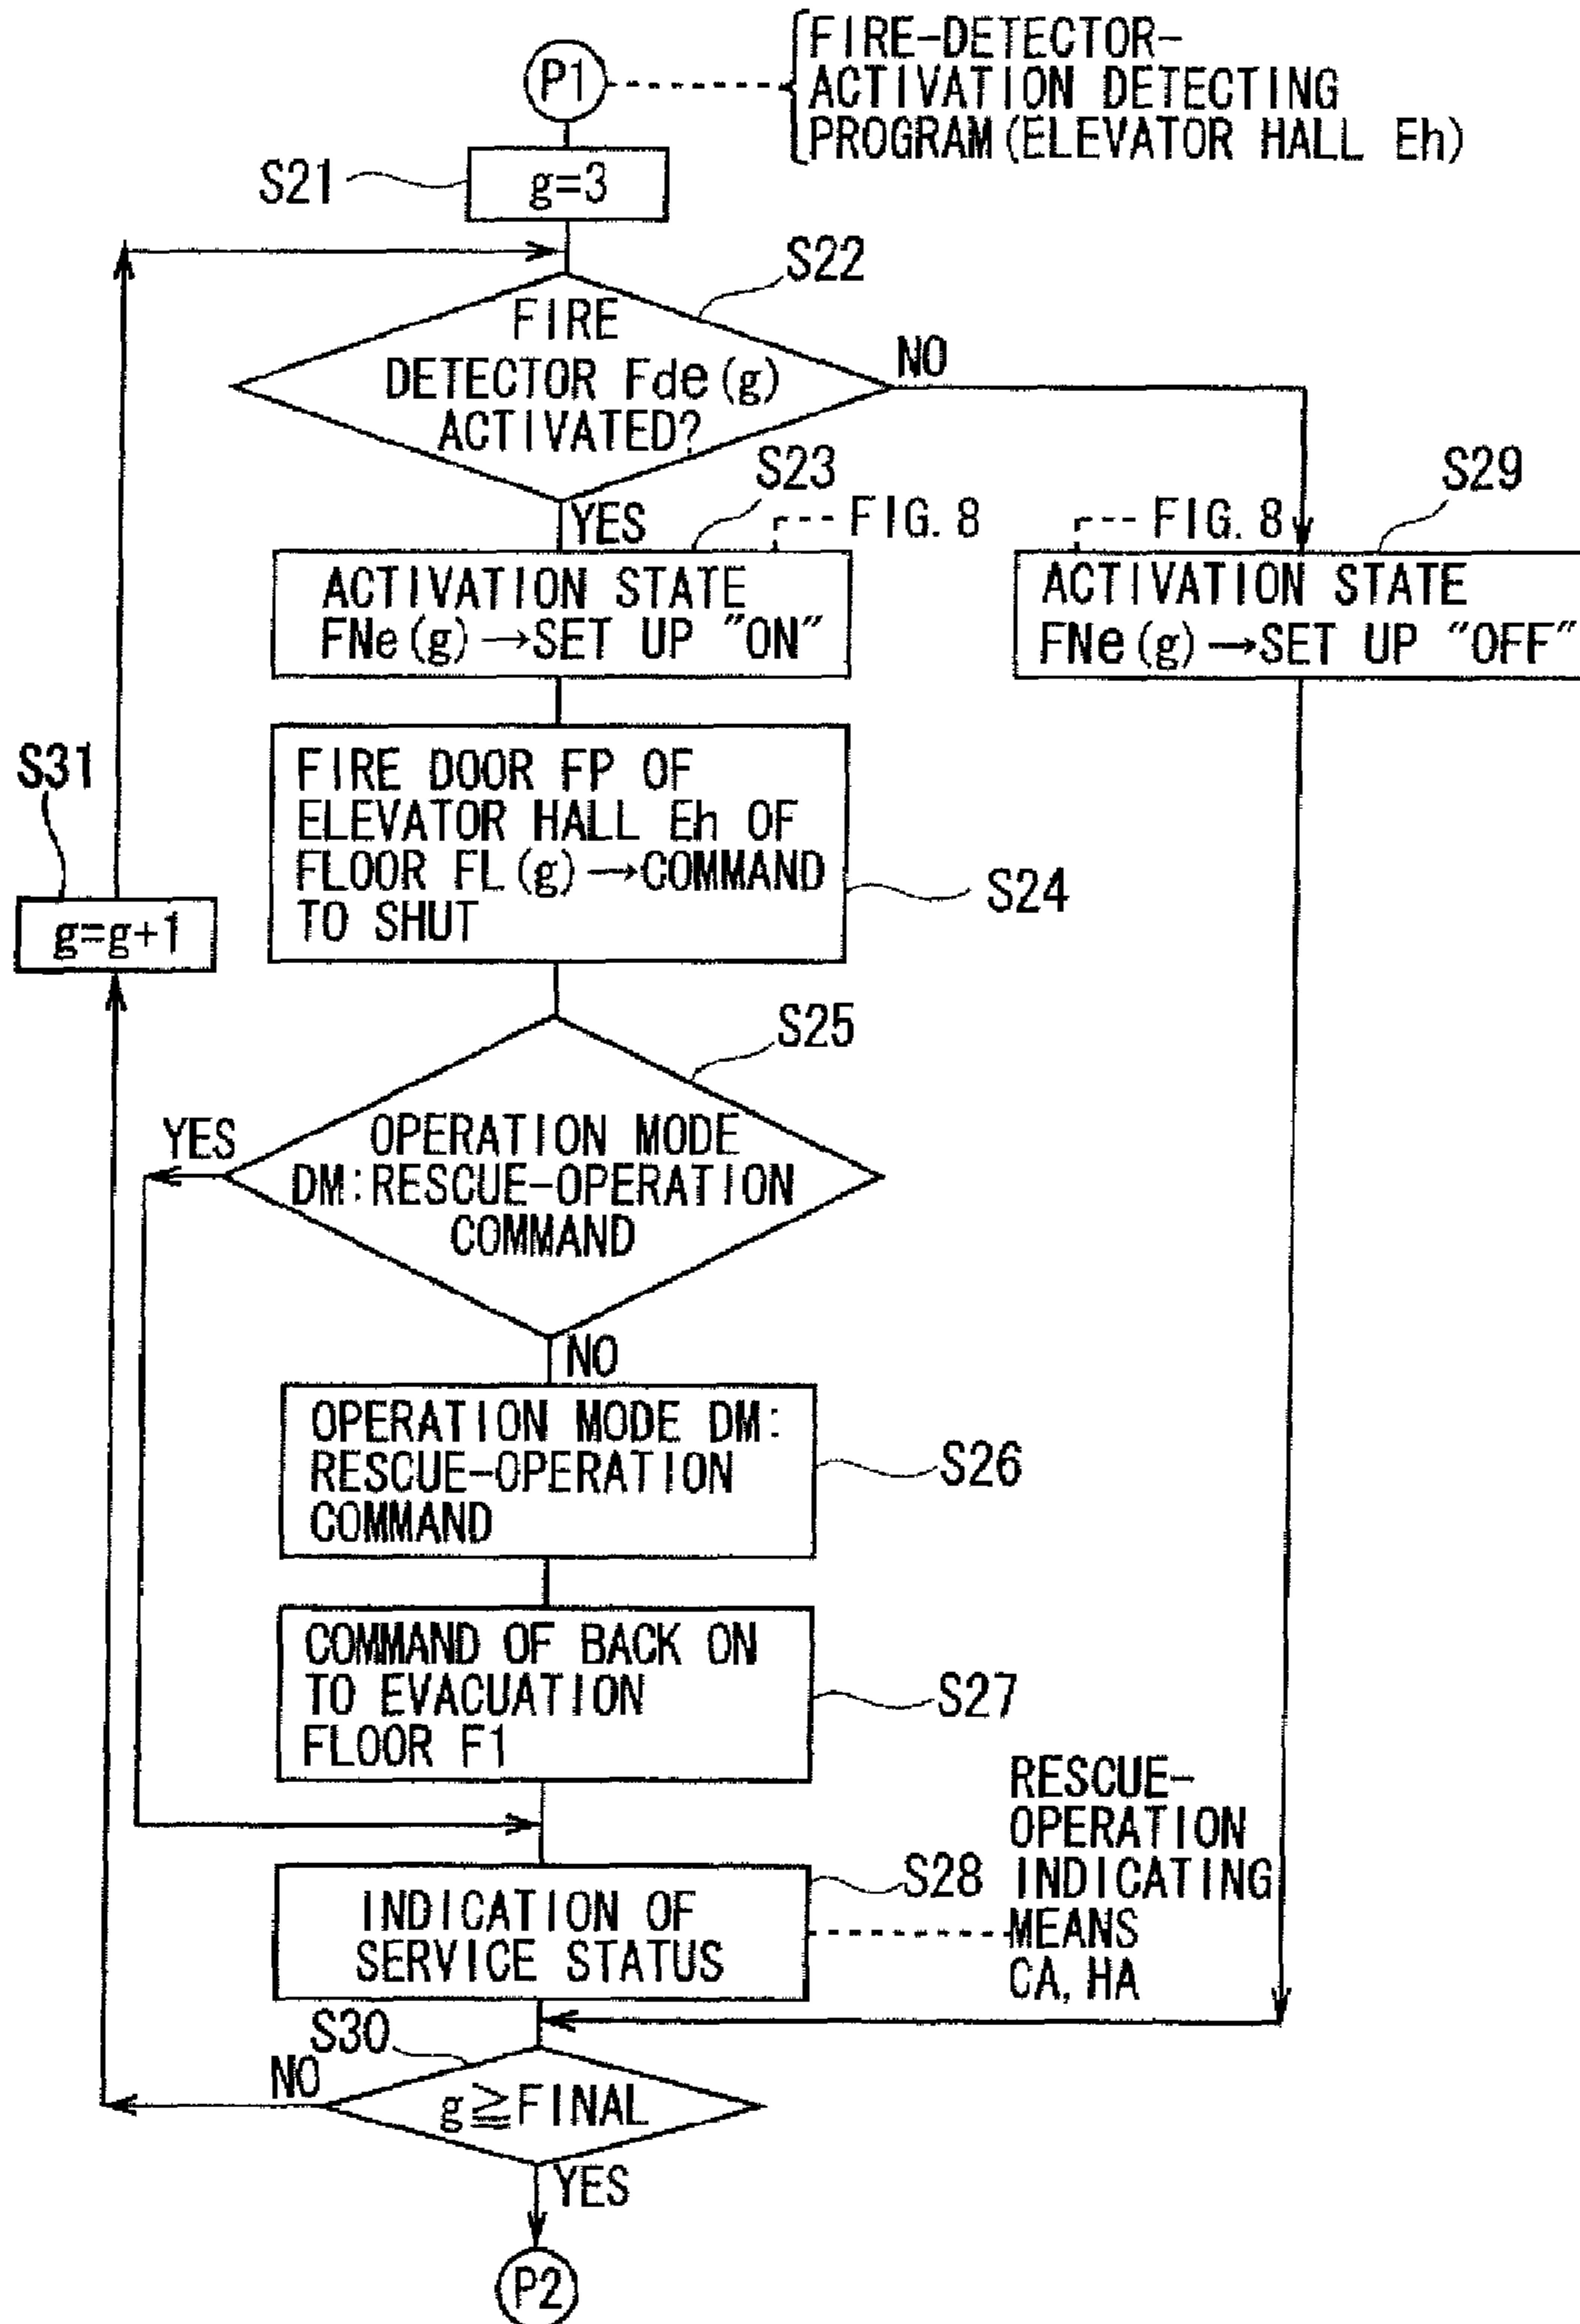 P1
FIRE-DETECTOR-
ACTIVATION DETECTING
PROGRAM(ELEVATOR HALL Eh)
S21
g=3
S22
FIRE
DETECTOR Fde(g)
ACTIVATED?
NO
YES
S23
FIG. 8
ACTIVATION STATE
FNe(g)→SET UP "ON"
S29
FIG. 8
ACTIVATION STATE
FNe(g)→SET UP "OFF"
FIRE DOOR FP OF
ELEVATOR HALL Eh OF
FLOOR FL(g)→COMMAND
TO SHUT
S24
S31
g=g+1
S25
YES
OPERATION MODE
DM:RESCUE-OPERATION
COMMAND
NO
OPERATION MODE DM:
RESCUE-OPERATION
COMMAND
S26
COMMAND OF BACK ON
TO EVACUATION
FLOOR F1
S27
INDICATION OF
SERVICE STATUS
S28
RESCUE-
OPERATION
INDICATING
MEANS
CA, HA
S30
NO
g≧FINAL
YES
P2